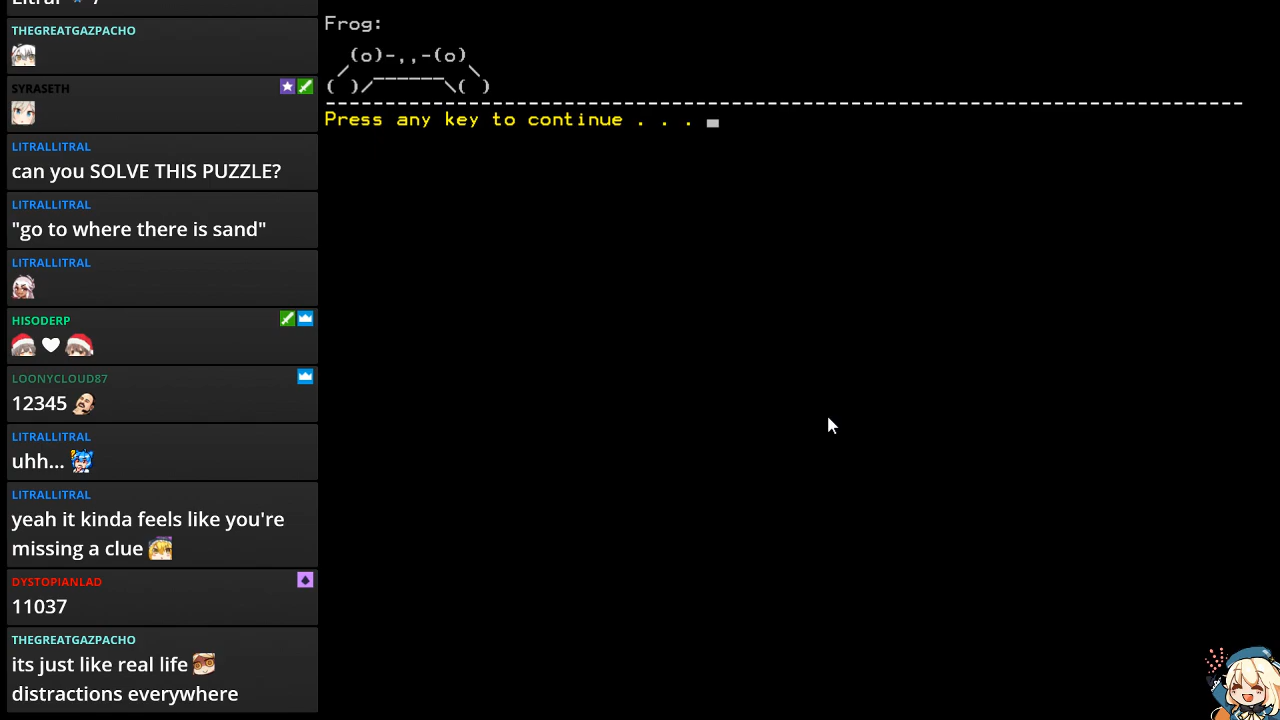 THEGREATGAZPACHO
SYRASETH
LITRALLITRAL
can you SOLVE THIS PUZZLE?
LITRALLITRAL
"go to where there is sand"
LITRALLITRAL
HISODERP
LOONYCLOUD87
12345
LITRALLITRAL
uhh...
LITRALLITRAL
yeah it kinda feels like you're
missing a clue
DYSTOPIANLAD
11037
THEGREATGAZPACHO
its just like real life
distractions everywhere
Frog:
(o)-,,-(o)
Press any key to continue . . .